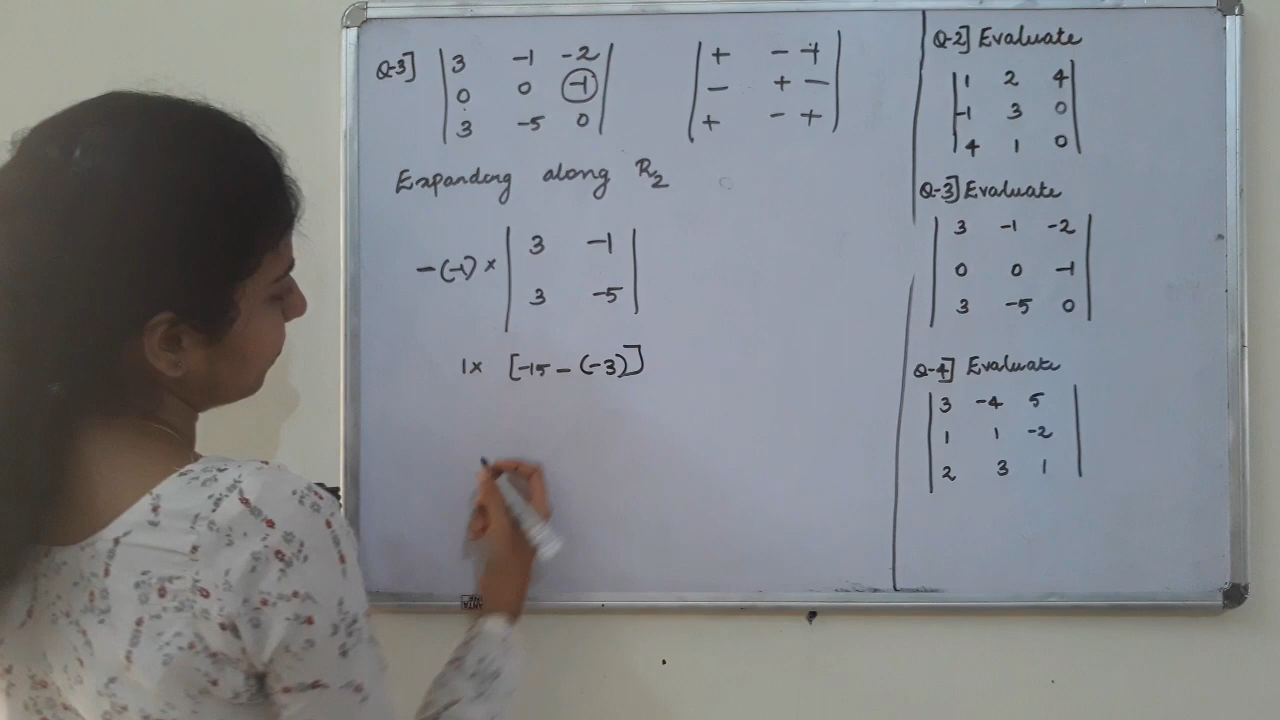 Q-3] | 3 -1 -2 | | + - + |
| 0 0 -1 | | - + - |
| 3 -5 0 | | + - + |
Expanding along R2
-(-1) × | 3 -1 |
| 3 -5 |
1× [-15-(-3)]
Q-2] Evaluate
| 1 2 4 |
| -1 3 0 |
| 4 1 0 |
Q-3] Evaluate
| 3 -1 -2 |
| 0 0 -1 |
| 3 -5 0 |
Q-4] Evaluate
| 3 -4 5 |
| 1 1 -2 |
| 2 3 1 |